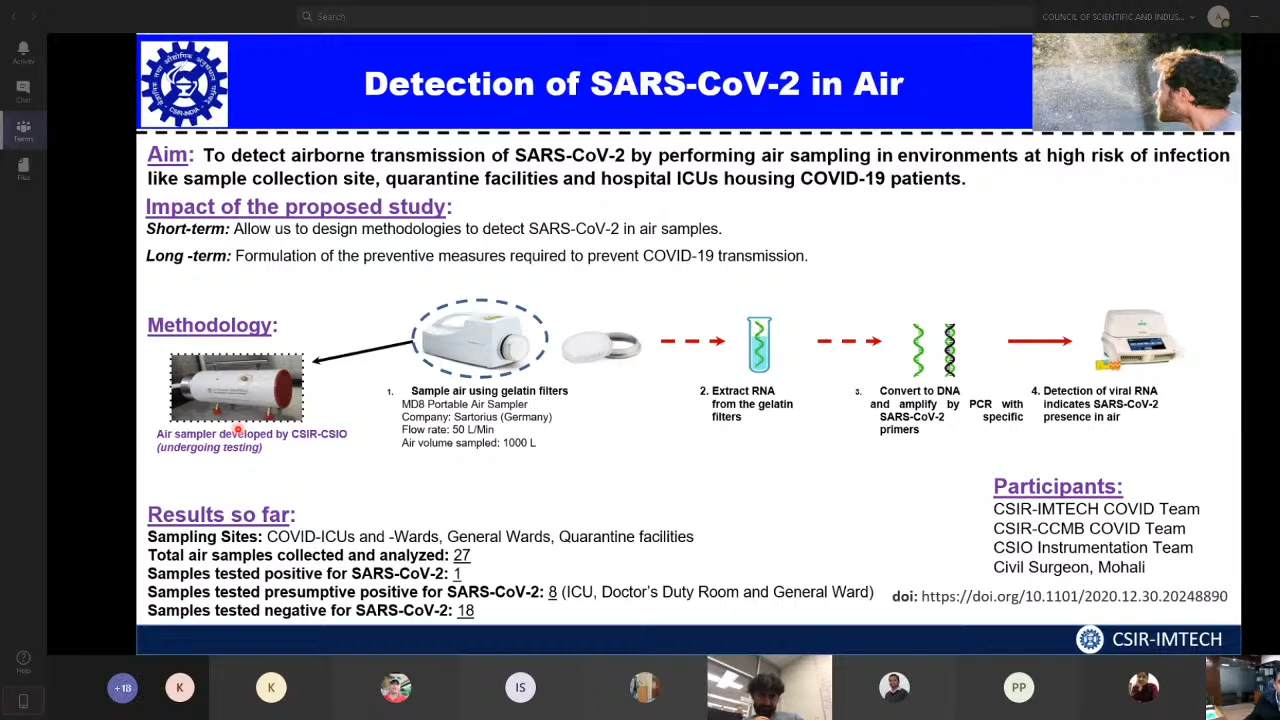 Search
COUNCIL OF SCIENTIFIC AND INDUS...
A
Activity
Chat
Teams
Files
Help
CSIR-INDIA
Detection of SARS-CoV-2 in Air
Aim: To detect airborne transmission of SARS-CoV-2 by performing air sampling in environments at high risk of infection
like sample collection site, quarantine facilities and hospital ICUs housing COVID-19 patients.
Impact of the proposed study:
Short-term: Allow us to design methodologies to detect SARS-CoV-2 in air samples.
Long -term: Formulation of the preventive measures required to prevent COVID-19 transmission.
Methodology:
Air sampler developed by CSIR-CSIO
(undergoing testing)
1. Sample air using gelatin filters
MD8 Portable Air Sampler
Company: Sartorius (Germany)
Flow rate: 50 L/Min
Air volume sampled: 1000 L
2. Extract RNA
from the gelatin
filters
3. Convert to DNA
and amplify by PCR with
SARS-CoV-2 specific
primers
4. Detection of viral RNA
indicates SARS-CoV-2
presence in air
Results so far:
Sampling Sites: COVID-ICUs and -Wards, General Wards, Quarantine facilities
Total air samples collected and analyzed: 27
Samples tested positive for SARS-CoV-2: 1
Samples tested presumptive positive for SARS-CoV-2: 8 (ICU, Doctor's Duty Room and General Ward)
Samples tested negative for SARS-CoV-2: 18
Participants:
CSIR-IMTECH COVID Team
CSIR-CCMB COVID Team
CSIO Instrumentation Team
Civil Surgeon, Mohali
doi: https://doi.org/10.1101/2020.12.30.20248890
CSIR-IMTECH
+18
K
K
IS
PP